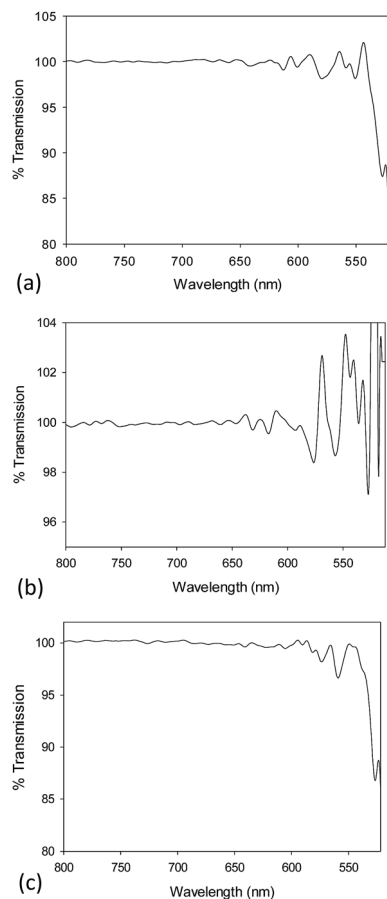 105
100
95
90
85
80
% Transmission
800 750 700 650 600 550
(a)
Wavelength (nm)
104
102
100
98
96
% Transmission
800 750 700 650 600 550
(b)
Wavelength (nm)
100
95
90
85
80
% Transmission
800 750 700 650 600 550
(c)
Wavelength (nm)